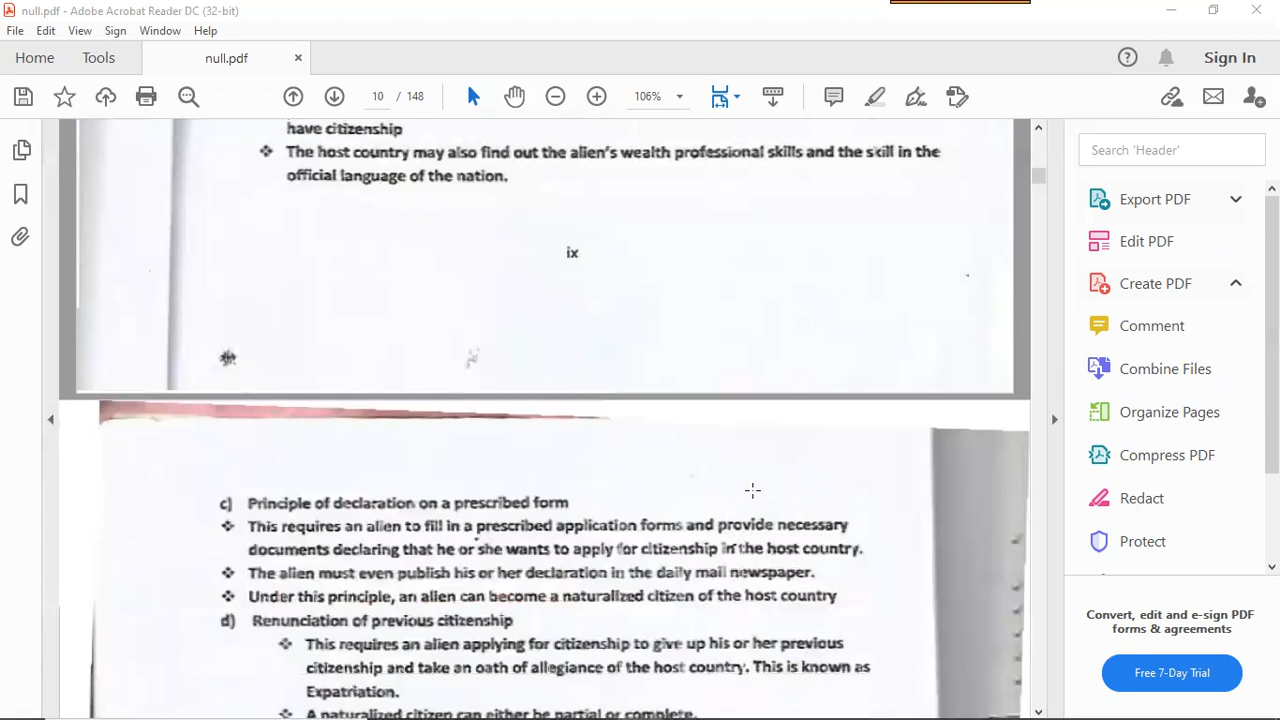 null.pdf - Adobe Acrobat Reader DC (32-bit)
File Edit View Sign Window Help
Home Tools null.pdf × Sign In
10 / 148 106%
have citizenship
❖ The host country may also find out the alien's wealth professional skills and the skill in the
official language of the nation.
ix
c) Principle of declaration on a prescribed form
❖ This requires an alien to fill in a prescribed application forms and provide necessary
documents declaring that he or she wants to apply for citizenship in the host country.
❖ The alien must even publish his or her declaration in the daily mail newspaper.
❖ Under this principle, an alien can become a naturalized citizen of the host country
d) Renunciation of previous citizenship
❖ This requires an alien applying for citizenship to give up his or her previous
citizenship and take an oath of allegiance of the host country. This is known as
Expatriation.
❖ A naturalized citizen can either be partial or complete.
Search 'Header'
Export PDF
Edit PDF
Create PDF
Comment
Combine Files
Organize Pages
Compress PDF
Redact
Protect
Convert, edit and e-sign PDF
forms & agreements
Free 7-Day Trial